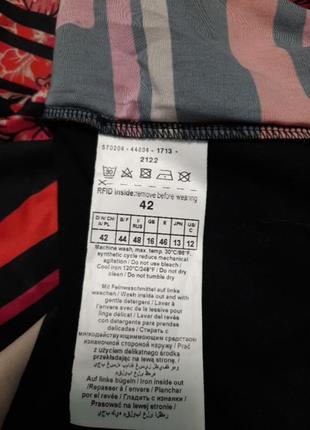 570204 - 44804 - 1713 -
2122
RFID inside:remove before wearing
42
D/N/CH/A/PL B/F I/RUS GB E JPN US/C
42 44 48 16 46 13 12
Machine wash, max. temp. 30°C/86°F,
synthetic cycle reduce mechanical
agitation / Do not use bleach /
Cool iron 120°C/248°F / Do not dry
clean / Do not tumble dry
Mit Feinwaschmittel auf links
waschen / Wash inside out and with
gentle detergent / Laver à l'envers
avec de la lessive pour
linge délicat / Lavar del revés
con un detergente para prendas
delicadas / Стирать с
мягкодействующим моющим средством
изнаночной стороной наружу / Prać
z użyciem delikatnego środka
przekładając na lewą stronę /
Auf links bügeln / Iron inside out
/ Repasser à l'envers / Planchar
por el revés / Гладить с изнанки
/ Prasować na lewej stronie /